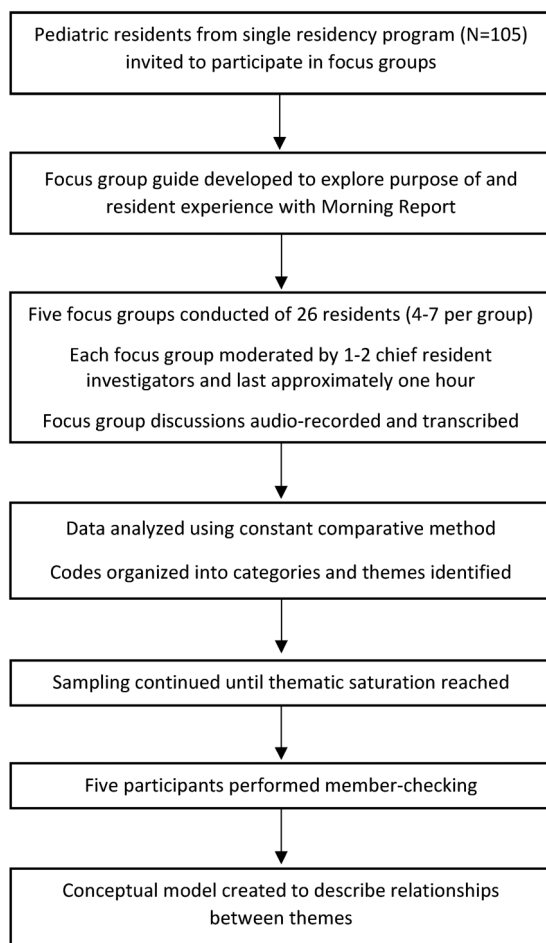 Pediatric residents from single residency program (N=105)
invited to participate in focus groups
Focus group guide developed to explore purpose of and
resident experience with Morning Report
Five focus groups conducted of 26 residents (4-7 per group)
Each focus group moderated by 1-2 chief resident
investigators and last approximately one hour
Focus group discussions audio-recorded and transcribed
Data analyzed using constant comparative method
Codes organized into categories and themes identified
Sampling continued until thematic saturation reached
Five participants performed member-checking
Conceptual model created to describe relationships
between themes